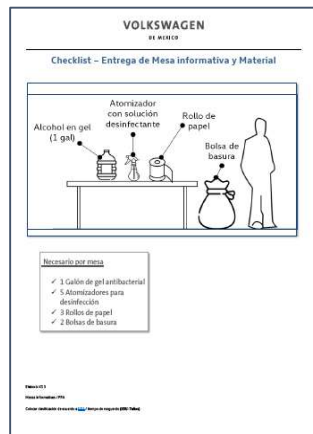 VOLKSWAGEN
DE MEXICO
Checklist – Entrega de Mesa informativa y Material
Atomizador
con solución
desinfectante
Alcohol en gel
(1 gal)
Rollo de
papel
Bolsa de
basura
Necesario por mesa
✓ 1 Galón de gel antibacterial
✓ 5 Atomizadores para
desinfección
✓ 3 Rollos de papel
✓ 2 Bolsas de basura